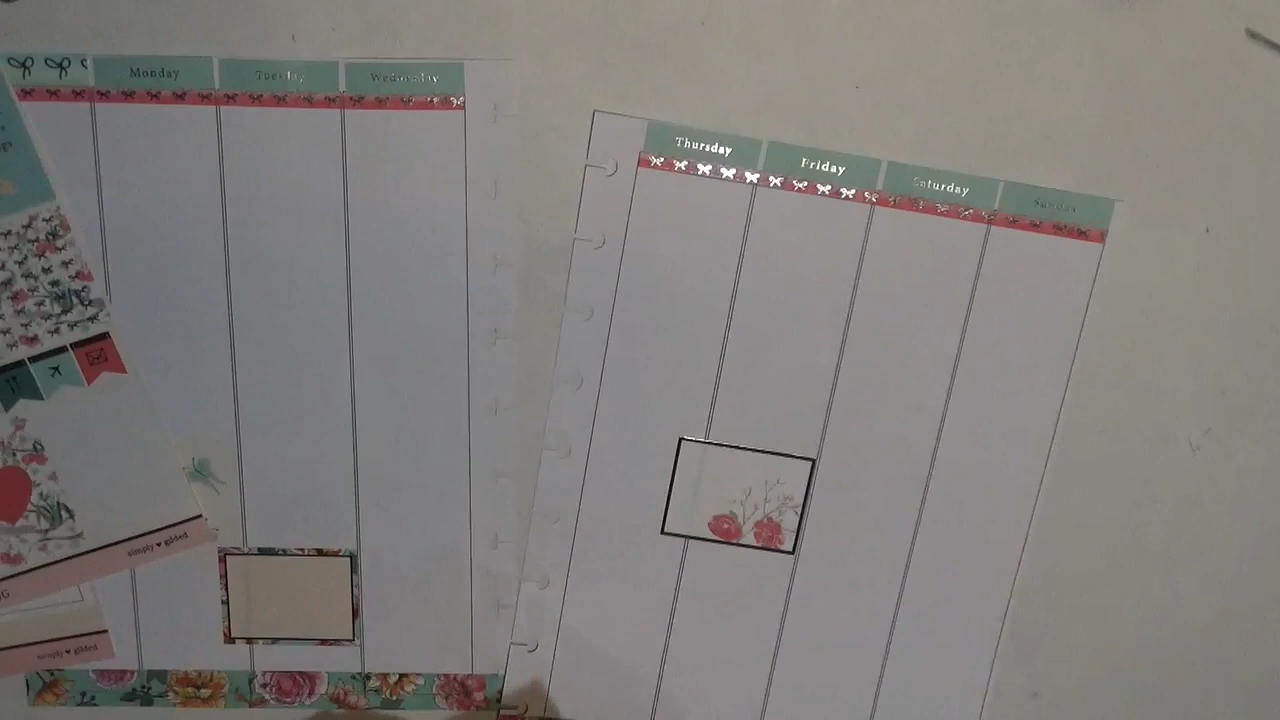 Monday
Tuesday
Wednesday
Thursday
Friday
Saturday
Sunday
simply ♥ gilded
simply ♥ gilded